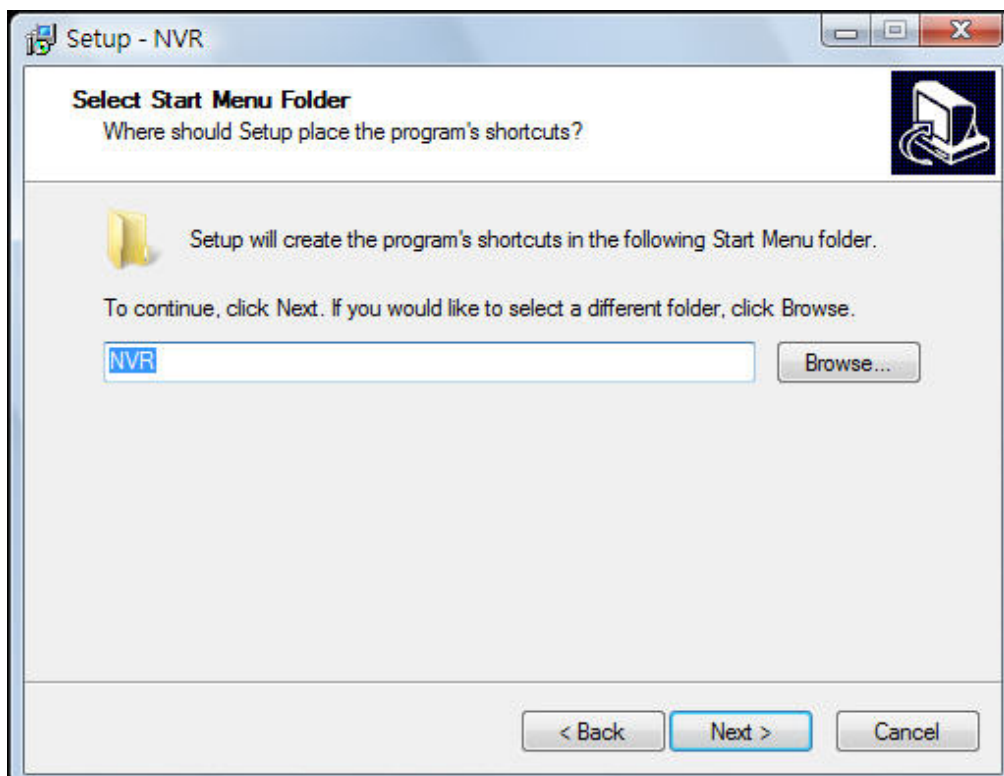 Setup - NVR
Select Start Menu Folder
Where should Setup place the program's shortcuts?
Setup will create the program's shortcuts in the following Start Menu folder.
To continue, click Next. If you would like to select a different folder, click Browse.
NVR
Browse...
< Back
Next >
Cancel